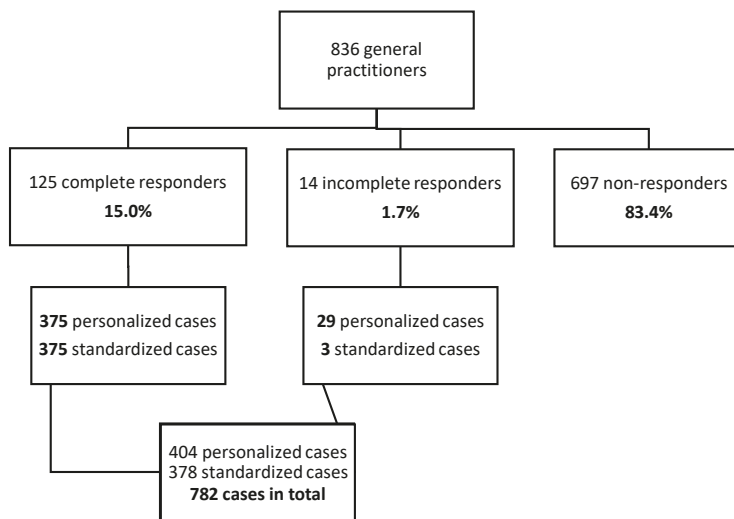 836 general
practitioners
125 complete responders
15.0%
14 incomplete responders
1.7%
697 non-responders
83.4%
375 personalized cases
375 standardized cases
29 personalized cases
3 standardized cases
404 personalized cases
378 standardized cases
782 cases in total